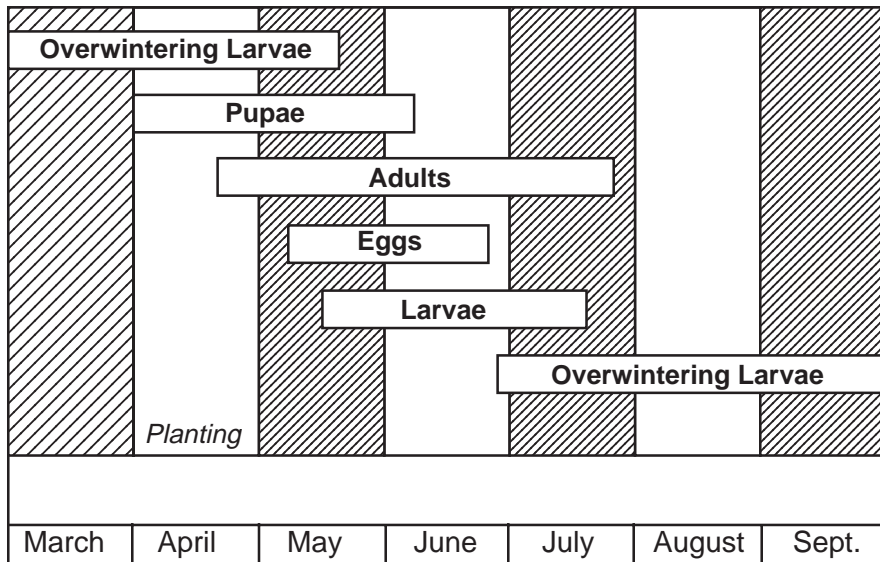 Overwintering Larvae
Pupae
Adults
Eggs
Larvae
Overwintering Larvae
Planting
March April May June July August Sept.